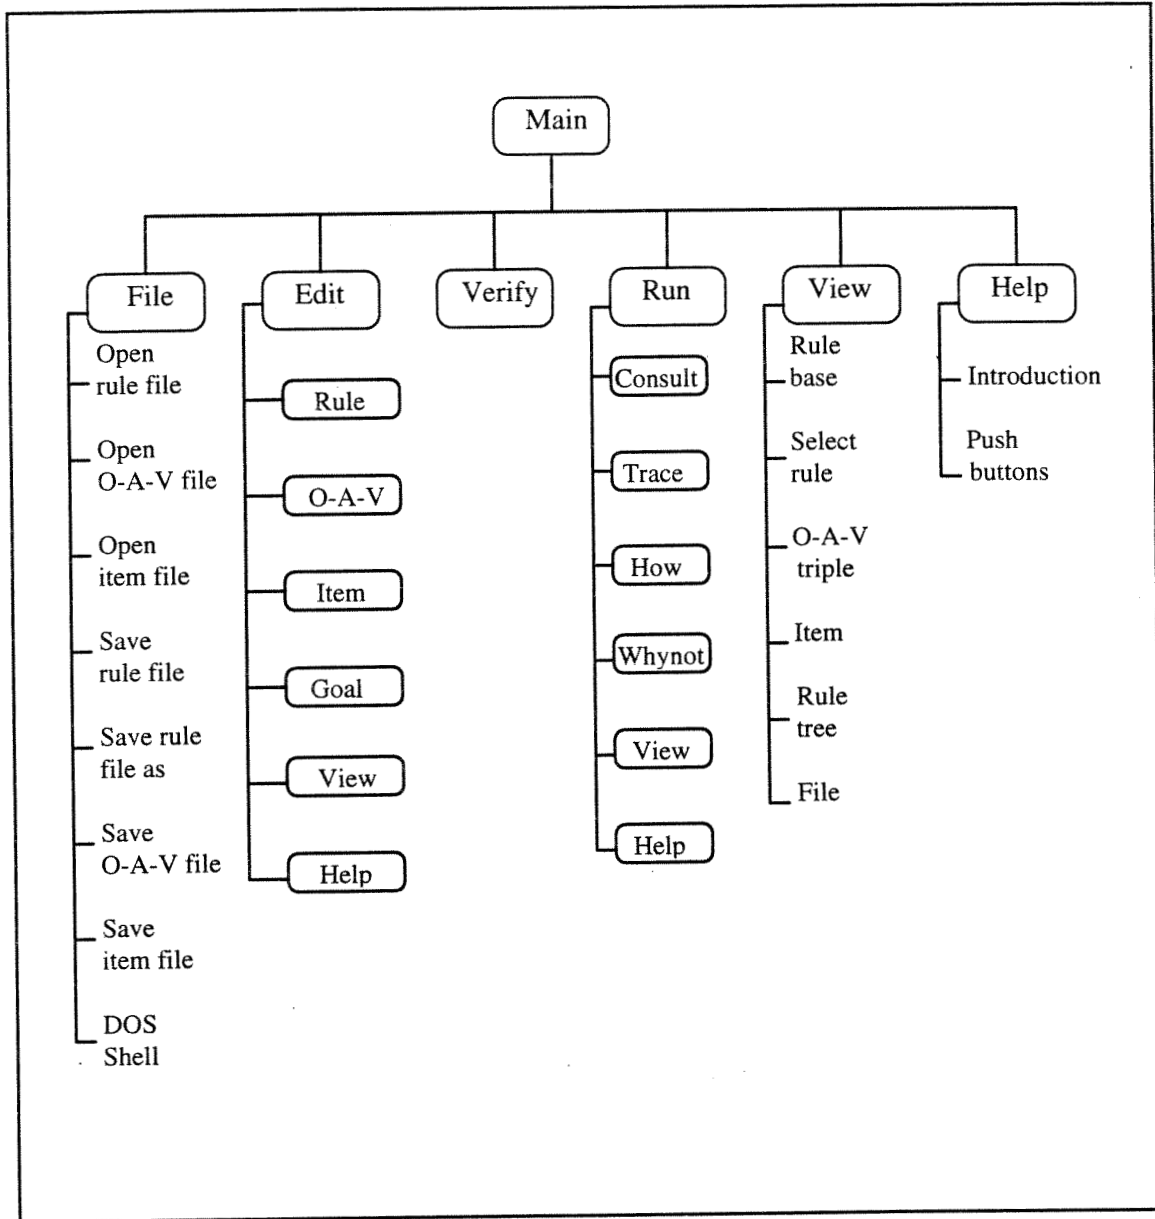 Main
File
Edit
Verify
Run
View
Help
Open
rule file
Open
O-A-V file
Open
item file
Save
rule file
Save rule
file as
Save
O-A-V file
Save
item file
DOS
Shell
Rule
O-A-V
Item
Goal
View
Help
Consult
Trace
How
Whynot
View
Help
Rule
base
Select
rule
O-A-V
triple
Item
Rule
tree
File
Introduction
Push
buttons